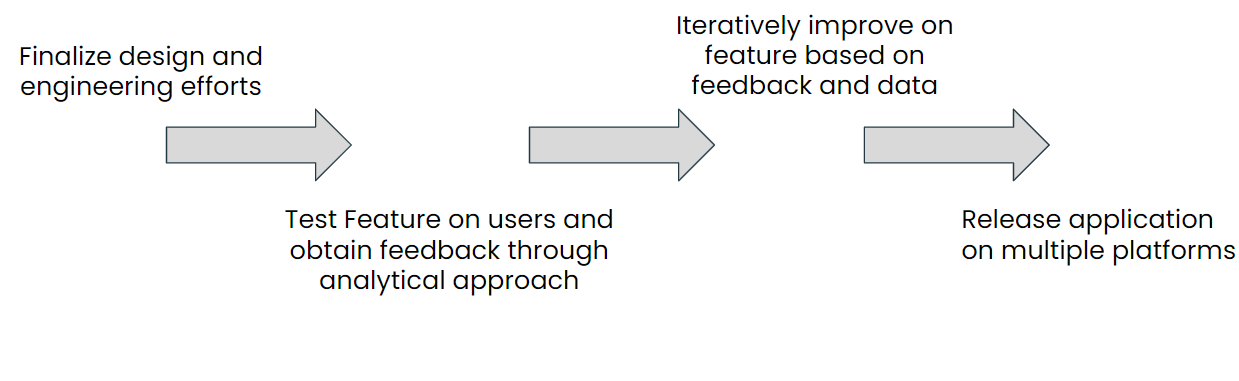 Finalize design and
engineering efforts
Test Feature on users and
obtain feedback through
analytical approach
Iteratively improve on
feature based on
feedback and data
Release application
on multiple platforms